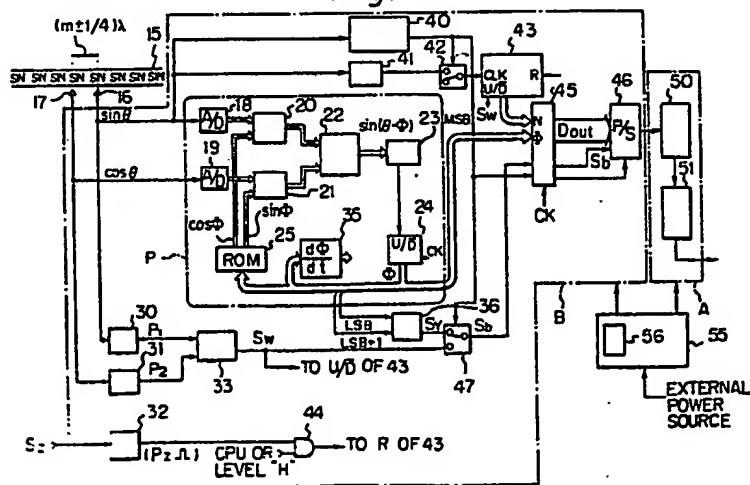 Fig.
(m±1/4)λ
15
SN SN SN SN SN SN SN SN
17
16
sinθ
cosθ
40
41
42
43
CLK
R
U/D̅
Sw
MSB
45
N
Φ
Dout
Sb
CK
46
P/S
50
51
A
B
P
A/D
18
A/D
19
20
21
22
sin(θ-Φ)
23
24
U/D̅
CK
Φ
cosΦ
sinΦ
ROM
25
35
dΦ
dt
LSB
36
SY
Sb
LSB+1
47
30
P1
31
P2
33
Sw
TO U/D̅ OF 43
56
55
EXTERNAL
POWER
SOURCE
32
(Pz
44
CPU OR
LEVEL "H"
TO R OF 43